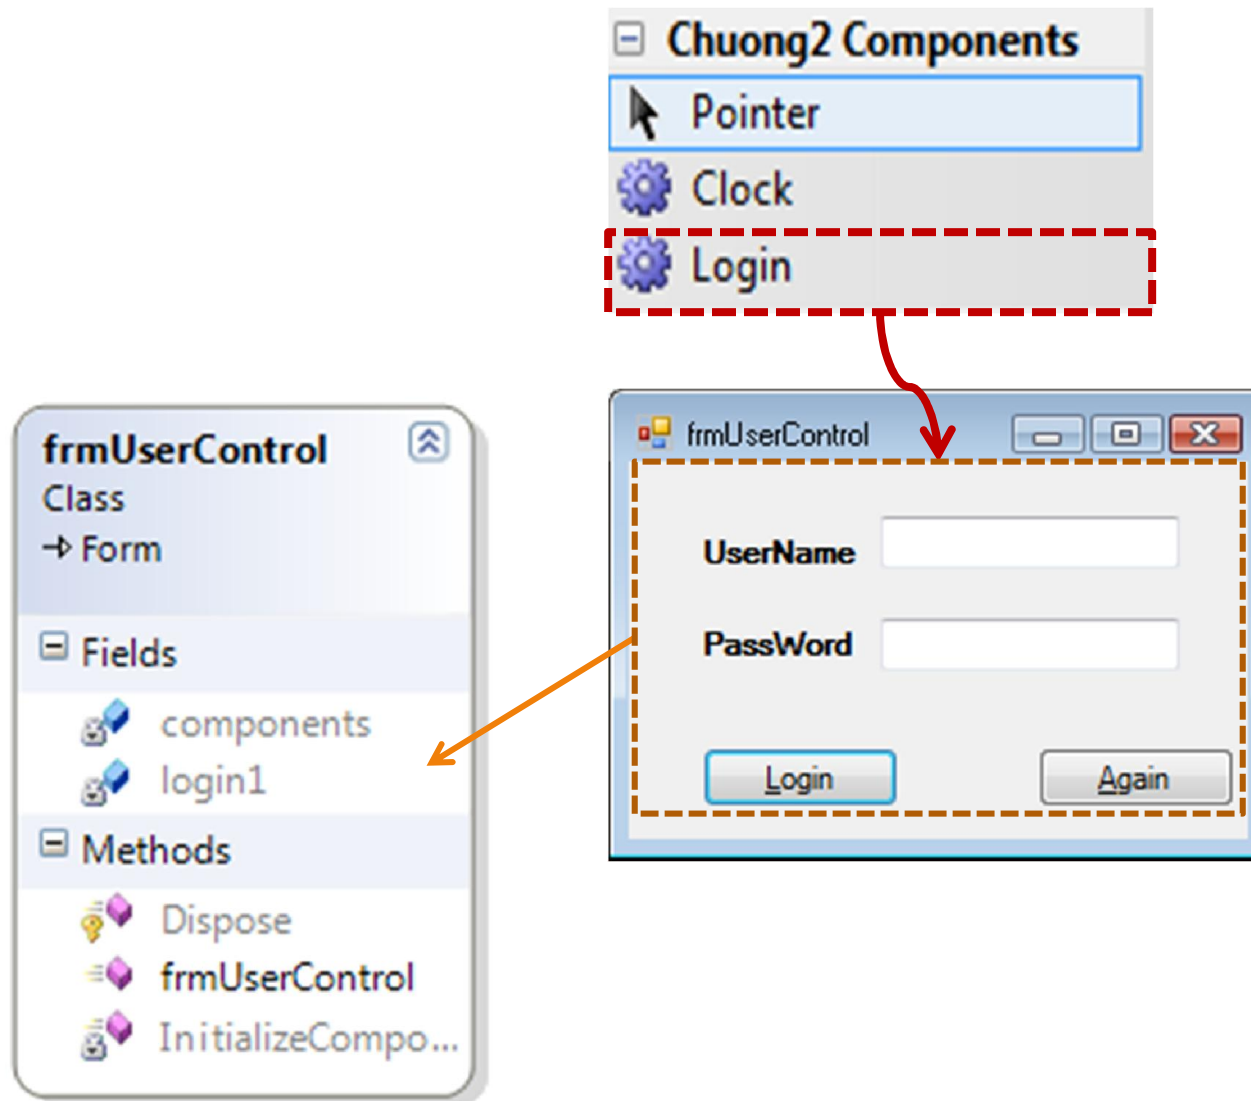 Chuong2 Components
Pointer
Clock
Login
frmUserControl
Class
Form
Fields
components
login1
Methods
Dispose
frmUserControl
InitializeCompo...
frmUserControl
UserName
PassWord
Login
Again